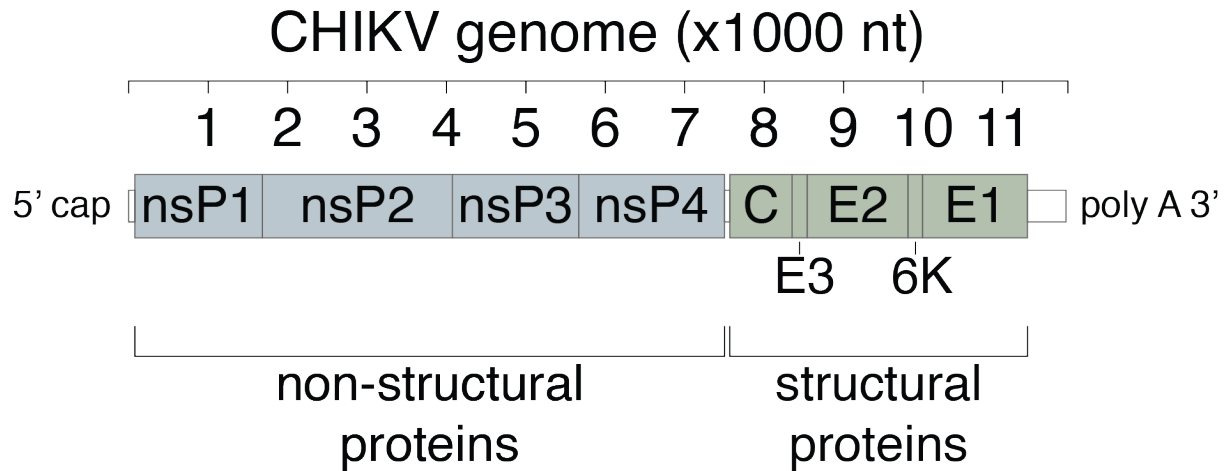 CHIKV genome (x1000 nt)
1 2 3 4 5 6 7 8 9 10 11
5’ cap nsP1 nsP2 nsP3 nsP4 C E2 E1 poly A 3’
E3 6K
non-structural proteins
structural proteins